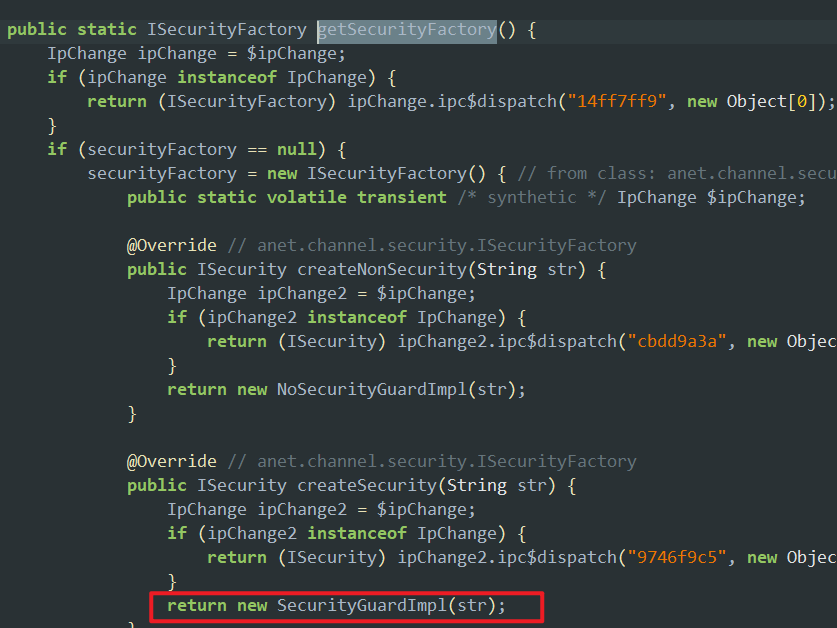 public static ISecurityFactory getSecurityFactory() {
IpChange ipChange = $ipChange;
if (ipChange instanceof IpChange) {
return (ISecurityFactory) ipChange.ipc$dispatch("14ff7ff9", new Object[0]);
}
if (securityFactory == null) {
securityFactory = new ISecurityFactory() { // from class: anet.channel.secu
public static volatile transient /* synthetic */ IpChange $ipChange;
@Override // anet.channel.security.ISecurityFactory
public ISecurity createNonSecurity(String str) {
IpChange ipChange2 = $ipChange;
if (ipChange2 instanceof IpChange) {
return (ISecurity) ipChange2.ipc$dispatch("cbdd9a3a", new Objec
}
return new NoSecurityGuardImpl(str);
}
@Override // anet.channel.security.ISecurityFactory
public ISecurity createSecurity(String str) {
IpChange ipChange2 = $ipChange;
if (ipChange2 instanceof IpChange) {
return (ISecurity) ipChange2.ipc$dispatch("9746f9c5", new Objec
}
return new SecurityGuardImpl(str);
}